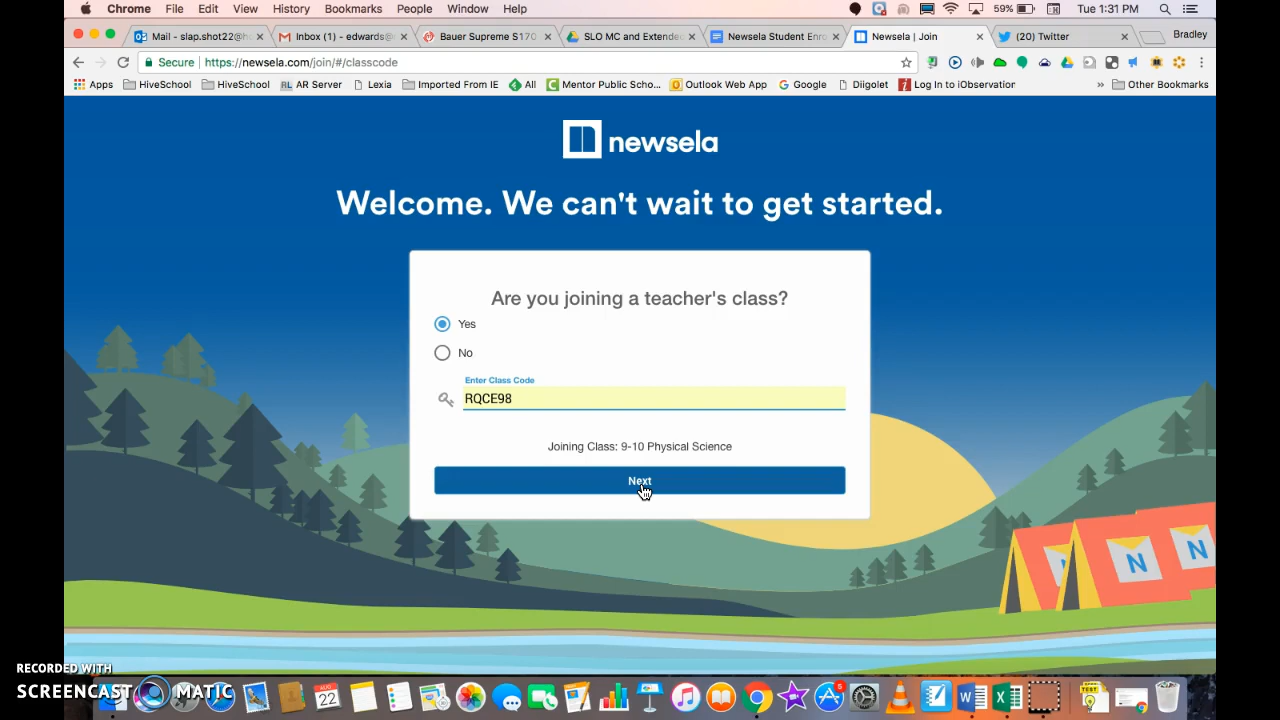 Chrome File Edit View History Bookmarks People Window Help 59% Tue 1:31 PM
Mail - slap.shot22@h Inbox (1) - edwards@ Bauer Supreme S170 SLO MC and Extended Newsela Student Enro Newsela | Join (20) Twitter Bradley
Secure https://newsela.com/join/#/classcode
Apps HiveSchool HiveSchool AR Server Lexia Imported From IE All Mentor Public Scho... Outlook Web App Google Diigolet Log In to iObservation » Other Bookmarks
newsela
Welcome. We can't wait to get started.
Are you joining a teacher's class?
Yes
No
Enter Class Code
RQCE98
Joining Class: 9-10 Physical Science
Next
N N
RECORDED WITH
SCREENCAST MATIC